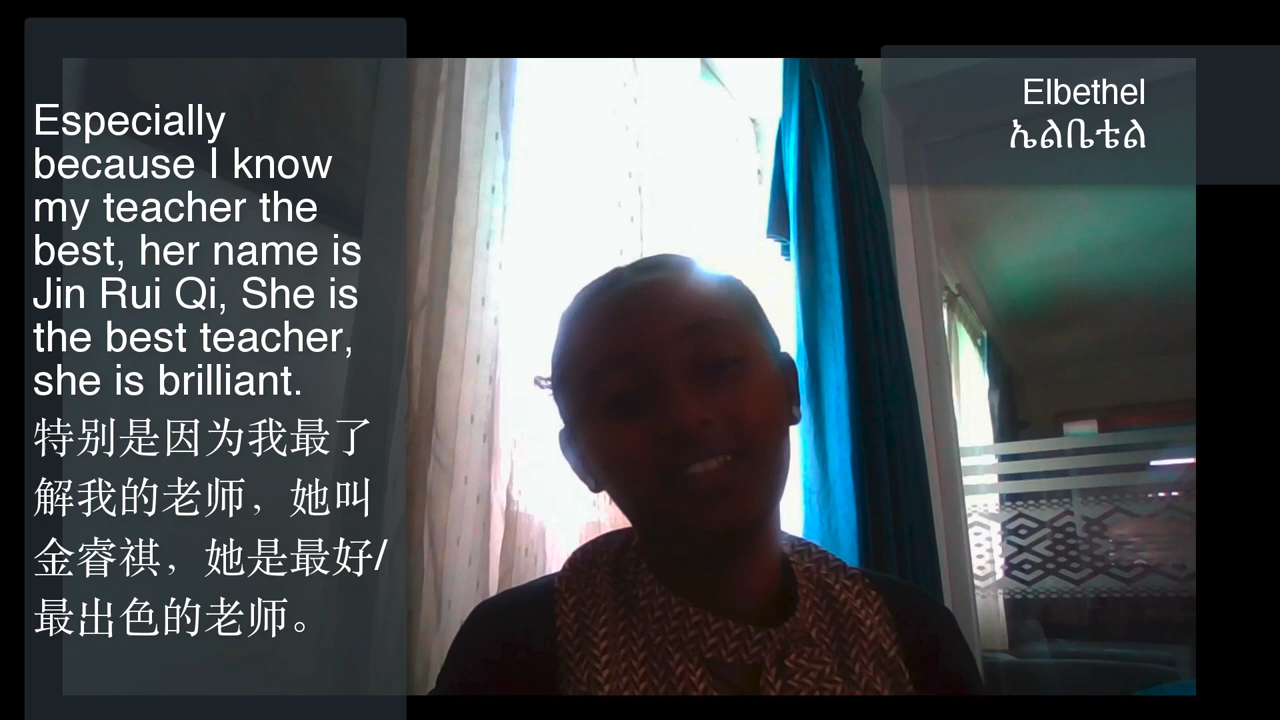 Especially
because I know
my teacher the
best, her name is
Jin Rui Qi, She is
the best teacher,
she is brilliant.
特别是因为我最了
解我的老师，她叫
金睿祺，她是最好/
最出色的老师。
Elbethel
ኤልቤቴል